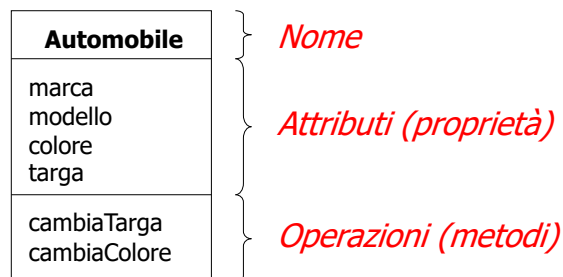 Automobile
Nome
marca
modello
colore
targa
Attributi (proprietà)
cambiaTarga
cambiaColore
Operazioni (metodi)